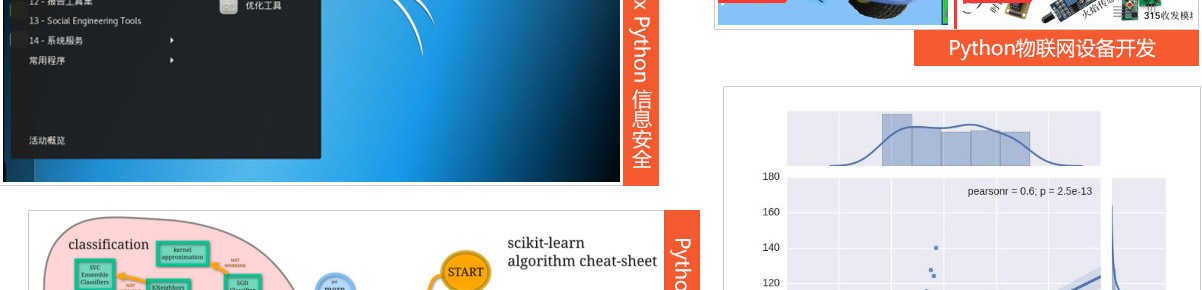 12 - 报告工具集
13 - Social Engineering Tools
14 - 系统服务
常用程序
活动概览
优化工具
x Python 信息安全
315收发模
Python物联网设备开发
classification
kernel
approximation
SVC
Ensemble
Classifiers
NOT
WORKING
KNeighbors
SGD
START
more
scikit-learn
algorithm cheat-sheet
Pytho
180
160
140
120
pearsonr = 0.6; p = 2.5e-13